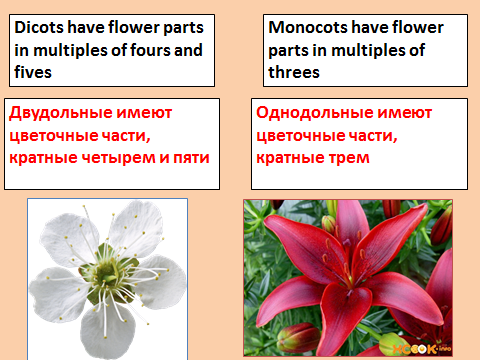 Dicots have flower parts
in multiples of fours and
fives
Monocots have flower
parts in multiples of
threes
Двудольные имеют
цветочные части,
кратные четырем и пяти
Однодольные имеют
цветочные части,
кратные трем